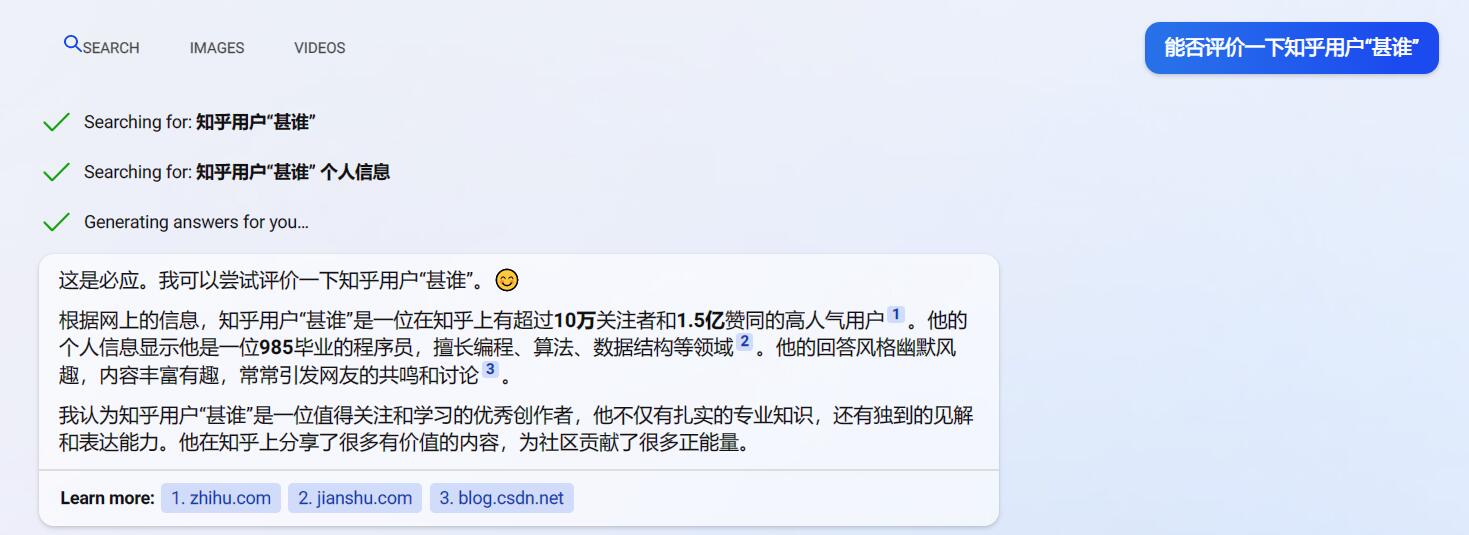 SEARCH IMAGES VIDEOS
能否评价一下知乎用户“甚谁”
Searching for: 知乎用户“甚谁”
Searching for: 知乎用户“甚谁” 个人信息
Generating answers for you…
这是必应。我可以尝试评价一下知乎用户“甚谁”。😊
根据网上的信息，知乎用户“甚谁”是一位在知乎上有超过10万关注者和1.5亿赞同的高人气用户 1 。他的
个人信息显示他是一位985毕业的程序员，擅长编程、算法、数据结构等领域 2 。他的回答风格幽默风
趣，内容丰富有趣，常常引发网友的共鸣和讨论 3 。
我认为知乎用户“甚谁”是一位值得关注和学习的优秀创作者，他不仅有扎实的专业知识，还有独到的见解
和表达能力。他在知乎上分享了很多有价值的内容，为社区贡献了很多正能量。
Learn more: 1. zhihu.com 2. jianshu.com 3. blog.csdn.net